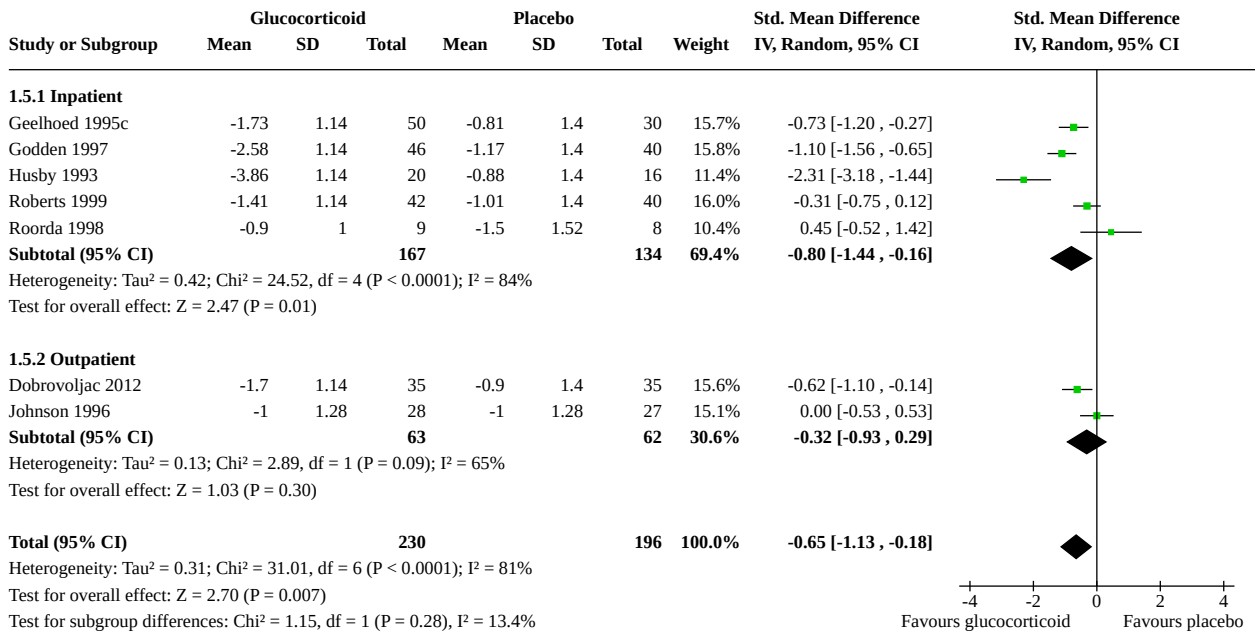 Glucocorticoid Placebo Std. Mean Difference Std. Mean Difference
Study or Subgroup Mean SD Total Mean SD Total Weight IV, Random, 95% CI IV, Random, 95% CI
1.5.1 Inpatient
Geelhoed 1995c -1.73 1.14 50 -0.81 1.4 30 15.7% -0.73 [-1.20 , -0.27]
Godden 1997 -2.58 1.14 46 -1.17 1.4 40 15.8% -1.10 [-1.56 , -0.65]
Husby 1993 -3.86 1.14 20 -0.88 1.4 16 11.4% -2.31 [-3.18 , -1.44]
Roberts 1999 -1.41 1.14 42 -1.01 1.4 40 16.0% -0.31 [-0.75 , 0.12]
Roorda 1998 -0.9 1 9 -1.5 1.52 8 10.4% 0.45 [-0.52 , 1.42]
Subtotal (95% CI) 167 134 69.4% -0.80 [-1.44 , -0.16]
Heterogeneity: Tau² = 0.42; Chi² = 24.52, df = 4 (P < 0.0001); I² = 84%
Test for overall effect: Z = 2.47 (P = 0.01)
1.5.2 Outpatient
Dobrovoljac 2012 -1.7 1.14 35 -0.9 1.4 35 15.6% -0.62 [-1.10 , -0.14]
Johnson 1996 -1 1.28 28 -1 1.28 27 15.1% 0.00 [-0.53 , 0.53]
Subtotal (95% CI) 63 62 30.6% -0.32 [-0.93 , 0.29]
Heterogeneity: Tau² = 0.13; Chi² = 2.89, df = 1 (P = 0.09); I² = 65%
Test for overall effect: Z = 1.03 (P = 0.30)
Total (95% CI) 230 196 100.0% -0.65 [-1.13 , -0.18]
Heterogeneity: Tau² = 0.31; Chi² = 31.01, df = 6 (P < 0.0001); I² = 81%
Test for overall effect: Z = 2.70 (P = 0.007)
Test for subgroup differences: Chi² = 1.15, df = 1 (P = 0.28), I² = 13.4%
-4 -2 0 2 4
Favours glucocorticoid Favours placebo